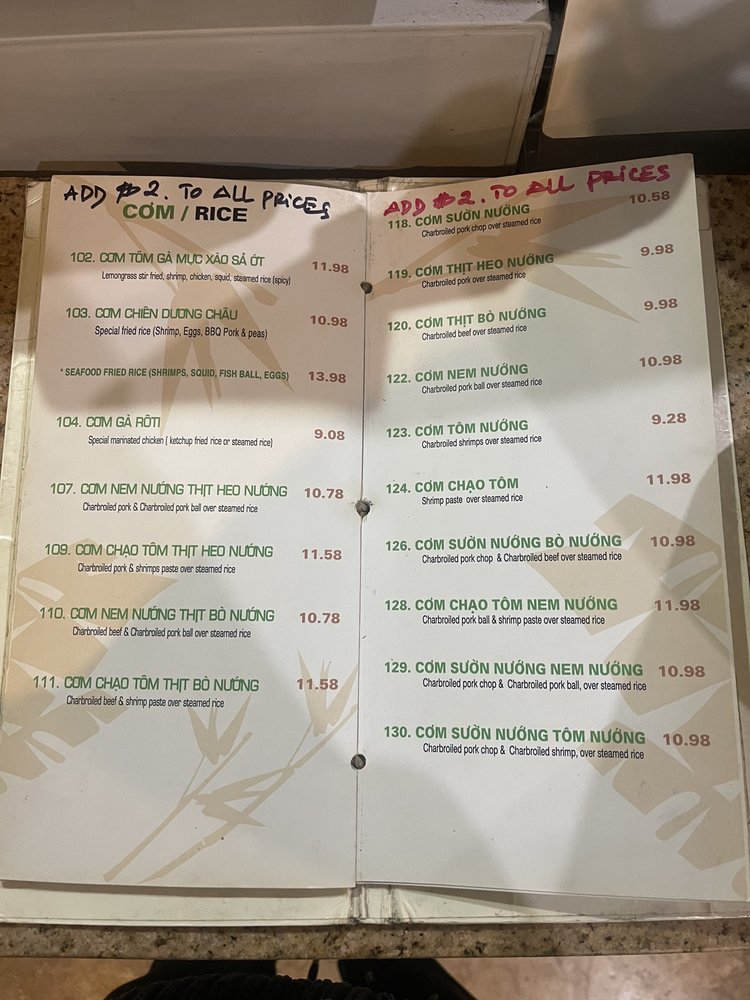 ADD $2. TO ALL PRICES
CƠM / RICE
102. CƠM TÔM GÀ MỰC XÀO SẢ ỚT 11.98
Lemongrass stir fried, shrimp, chicken, squid, steamed rice (spicy)
103. CƠM CHIÊN DƯƠNG CHÂU 10.98
Special fried rice (Shrimp, Eggs, BBQ Pork & peas)
* SEAFOOD FRIED RICE (SHRIMPS, SQUID, FISH BALL, EGGS) 13.98
104. CƠM GÀ RÔTI 9.08
Special marinated chicken ( ketchup fried rice or steamed rice)
107. CƠM NEM NƯỚNG THỊT HEO NƯỚNG 10.78
Charbroiled pork & Charbroiled pork ball over steamed rice
109. CƠM CHẠO TÔM THỊT HEO NƯỚNG 11.58
Charbroiled pork & shrimps paste over steamed rice
110. CƠM NEM NƯỚNG THỊT BÒ NƯỚNG 10.78
Charbroiled beef & Charbroiled pork ball over steamed rice
111. CƠM CHẠO TÔM THỊT BÒ NƯỚNG 11.58
Charbroiled beef & shrimp paste over steamed rice
ADD $2. TO ALL PRICES
118. CƠM SƯỜN NƯỚNG 10.58
Charbroiled pork chop over steamed rice
119. CƠM THỊT HEO NƯỚNG 9.98
Charbroiled pork over steamed rice
120. CƠM THỊT BÒ NƯỚNG 9.98
Charbroiled beef over steamed rice
122. CƠM NEM NƯỚNG 10.98
Charbroiled pork ball over steamed rice
123. CƠM TÔM NƯỚNG 9.28
Charbroiled shrimps over steamed rice
124. CƠM CHẠO TÔM 11.98
Shrimp paste over steamed rice
126. CƠM SƯỜN NƯỚNG BÒ NƯỚNG 10.98
Charbroiled pork chop & Charbroiled beef over steamed rice
128. CƠM CHẠO TÔM NEM NƯỚNG 11.98
Charbroiled pork ball & shrimp paste over steamed rice
129. CƠM SƯỜN NƯỚNG NEM NƯỚNG 10.98
Charbroiled pork chop & Charbroiled pork ball, over steamed rice
130. CƠM SƯỜN NƯỚNG TÔM NƯỚNG 10.98
Charbroiled pork chop & Charbroiled shrimp, over steamed rice